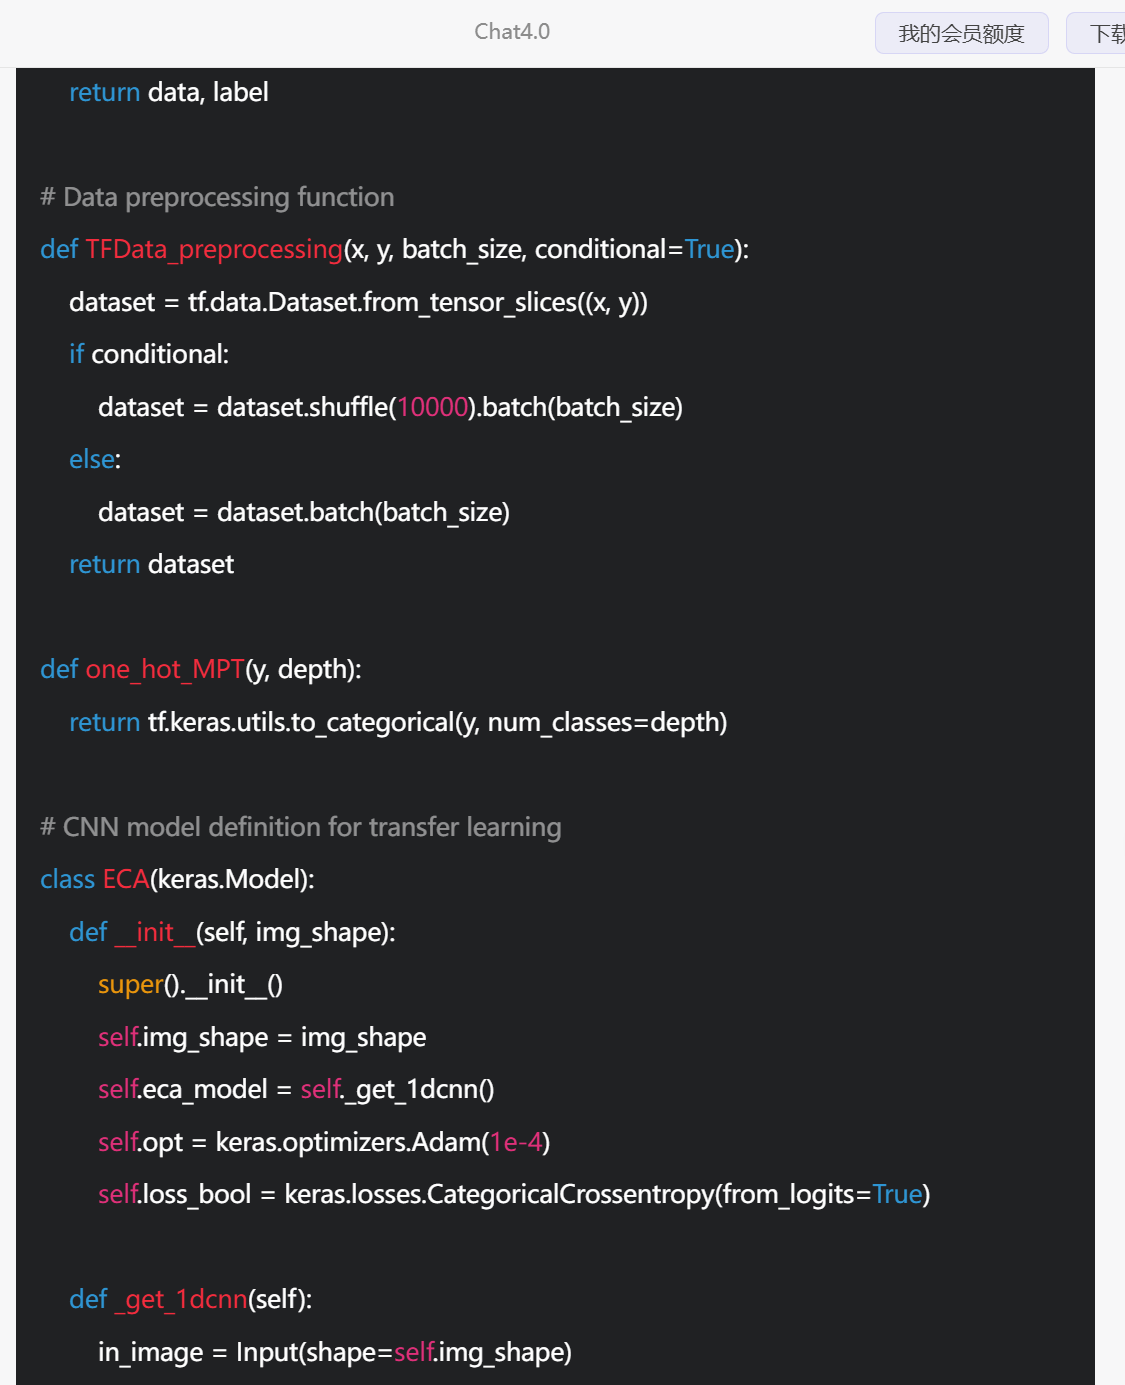 Chat4.0
我的会员额度
下载
return data, label
# Data preprocessing function
def TFData_preprocessing(x, y, batch_size, conditional=True):
dataset = tf.data.Dataset.from_tensor_slices((x, y))
if conditional:
dataset = dataset.shuffle(10000).batch(batch_size)
else:
dataset = dataset.batch(batch_size)
return dataset
def one_hot_MPT(y, depth):
return tf.keras.utils.to_categorical(y, num_classes=depth)
# CNN model definition for transfer learning
class ECA(keras.Model):
def __init__(self, img_shape):
super().__init__()
self.img_shape = img_shape
self.eca_model = self._get_1dcnn()
self.opt = keras.optimizers.Adam(1e-4)
self.loss_bool = keras.losses.CategoricalCrossentropy(from_logits=True)
def _get_1dcnn(self):
in_image = Input(shape=self.img_shape)